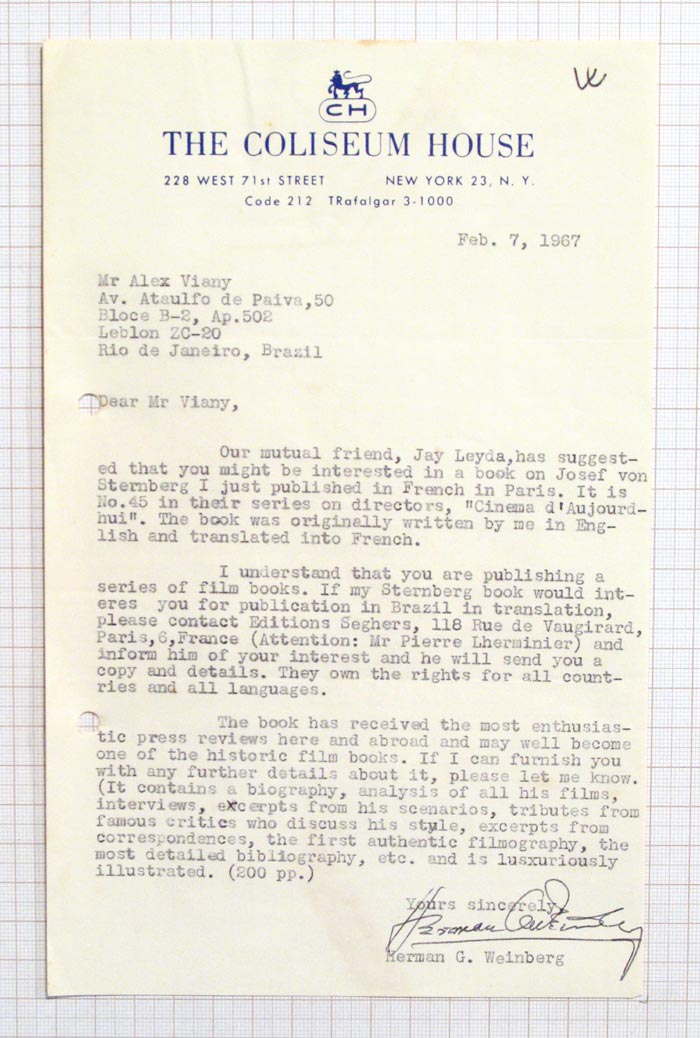 W
CH
THE COLISEUM HOUSE
228 WEST 71st STREET NEW YORK 23, N. Y.
Code 212 TRafalgar 3-1000
Feb. 7, 1967
Mr Alex Viany
Av. Ataulfo de Paiva,50
Bloce B-2, Ap.502
Leblon ZC-20
Rio de Janeiro, Brazil
Dear Mr Viany,
Our mutual friend, Jay Leyda,has suggest-
ed that you might be interested in a book on Josef von
Sternberg I just published in French in Paris. It is
No.45 in their series on directors, "Cinema d'Aujourd-
hui". The book was originally written by me in Eng-
lish and translated into French.
I understand that you are publishing a
series of film books. If my Sternberg book would int-
eres you for publication in Brazil in translation,
please contact Editions Seghers, 118 Rue de Vaugirard,
Paris,6,France (Attention: Mr Pierre Lherminier) and
inform him of your interest and he will send you a
copy and details. They own the rights for all count-
ries and all languages.
The book has received the most enthusias-
tic press reviews here and abroad and may well become
one of the historic film books. If I can furnish you
with any further details about it, please let me know.
(It contains a biography, analysis of all his films,
interviews, excerpts from his scenarios, tributes from
famous critics who discuss his style, excerpts from
correspondences, the first authentic filmography, the
most detailed bibliography, etc. and is lusxuriously
illustrated. (200 pp.)
Yours sincerely,
Herman G. Weinberg
Herman G. Weinberg